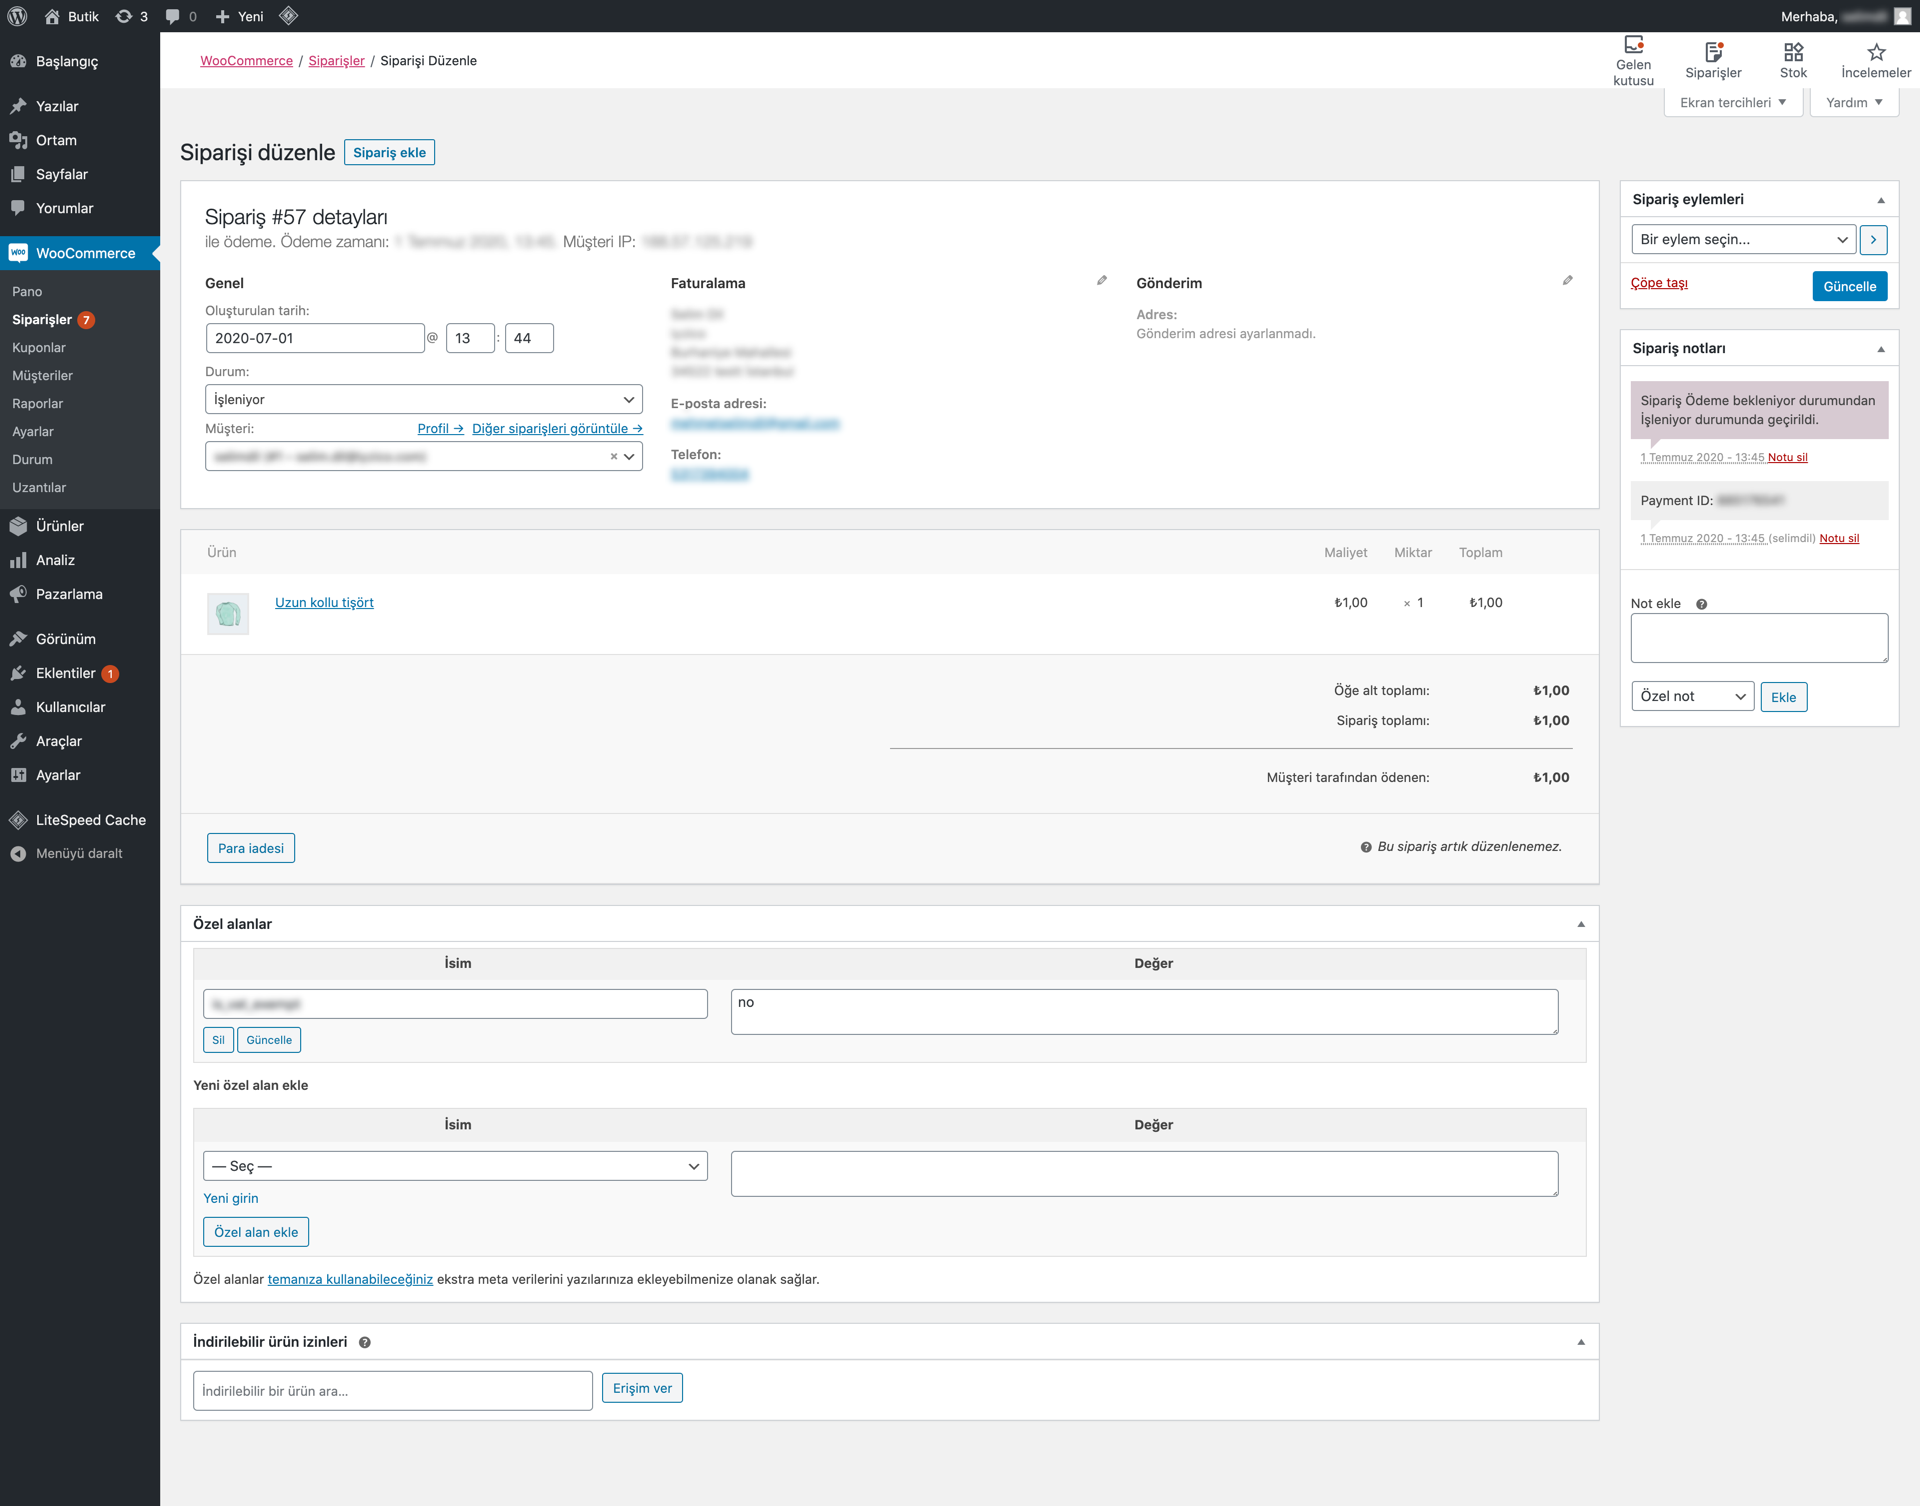 Butik 3 0 Yeni
Merhaba,
Başlangıç
Yazılar
Ortam
Sayfalar
Yorumlar
WooCommerce
Pano
Siparişler 7
Kuponlar
Müşteriler
Raporlar
Ayarlar
Durum
Uzantılar
Ürünler
Analiz
Pazarlama
Görünüm
Eklentiler 1
Kullanıcılar
Araçlar
Ayarlar
LiteSpeed Cache
Menüyü daralt
WooCommerce / Siparişler / Siparişi Düzenle
Gelen kutusu
Siparişler
Stok
İncelemeler
Ekran tercihleri
Yardım
Siparişi düzenle
Sipariş ekle
Sipariş #57 detayları
ile ödeme. Ödeme zamanı: Müşteri IP:
Genel
Oluşturulan tarih:
2020-07-01 @ 13 : 44
Durum:
İşleniyor
Müşteri: Profil → Diğer siparişleri görüntüle →
Faturalama
E-posta adresi:
Telefon:
Gönderim
Adres:
Gönderim adresi ayarlanmadı.
Ürün Maliyet Miktar Toplam
Uzun kollu tişört ₺1,00 × 1 ₺1,00
Öğe alt toplamı: ₺1,00
Sipariş toplamı: ₺1,00
Müşteri tarafından ödenen: ₺1,00
Para iadesi
Bu sipariş artık düzenlenemez.
Özel alanlar
İsim Değer
no
Sil Güncelle
Yeni özel alan ekle
İsim Değer
— Seç —
Yeni girin
Özel alan ekle
Özel alanlar temanıza kullanabileceğiniz ekstra meta verilerini yazılarınıza ekleyebilmenize olanak sağlar.
İndirilebilir ürün izinleri
İndirilebilir bir ürün ara...
Erişim ver
Sipariş eylemleri
Bir eylem seçin...
Çöpe taşı
Güncelle
Sipariş notları
Sipariş Ödeme bekleniyor durumundan
İşleniyor durumunda geçirildi.
1 Temmuz 2020 - 13:45 Notu sil
Payment ID:
1 Temmuz 2020 - 13:45 (selimdil) Notu sil
Not ekle
Özel not
Ekle